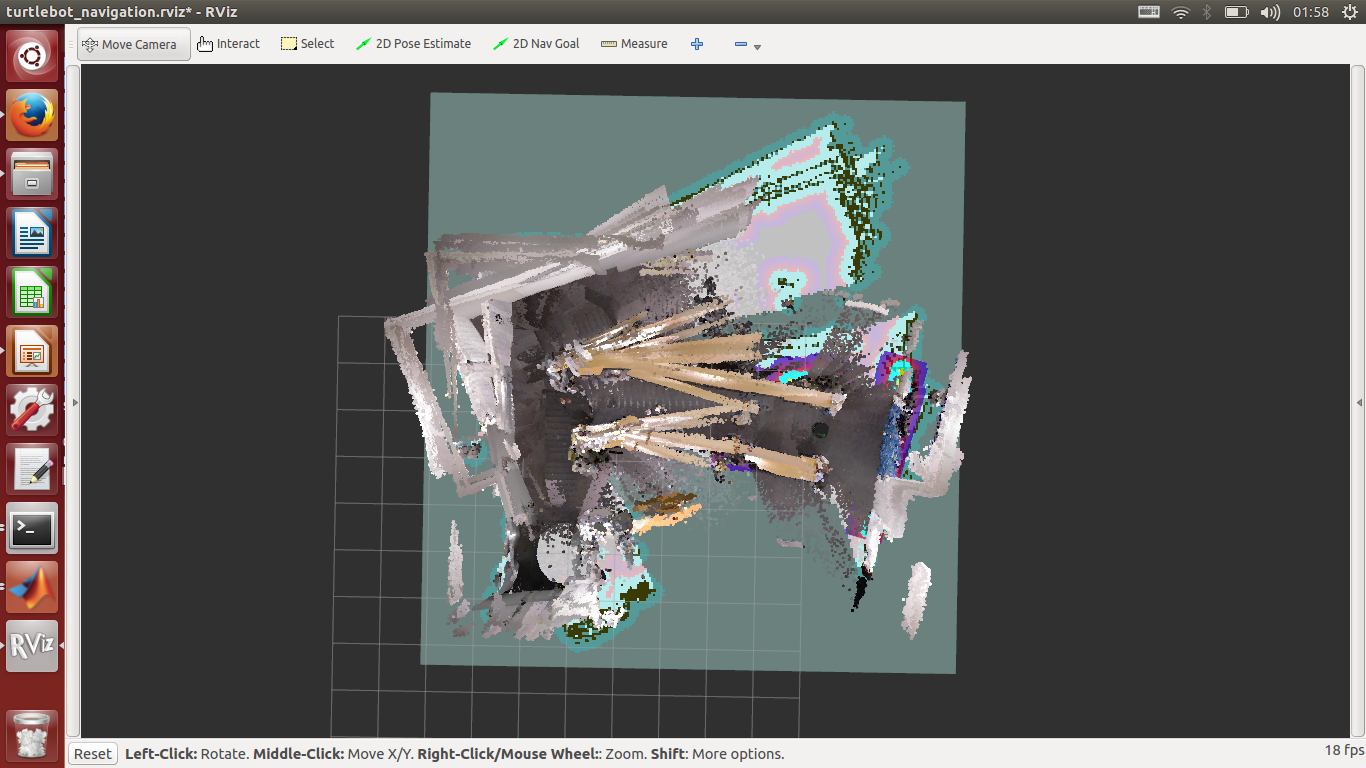 turtlebot_navigation.rviz* - RViz
01:58
Move Camera Interact Select 2D Pose Estimate 2D Nav Goal Measure
RViz
Reset Left-Click: Rotate. Middle-Click: Move X/Y. Right-Click/Mouse Wheel:: Zoom. Shift: More options. 18 fps